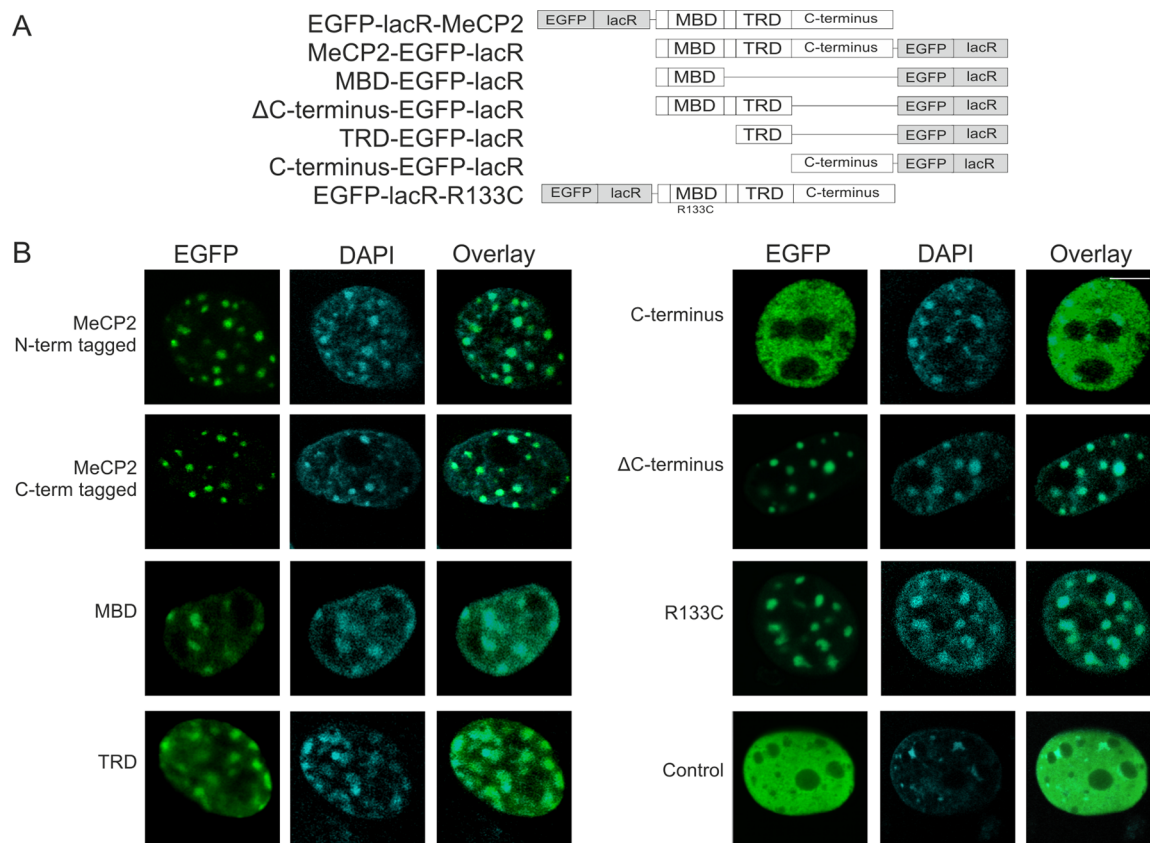 A
EGFP-lacR-MeCP2 EGFP lacR MBD TRD C-terminus
MeCP2-EGFP-lacR MBD TRD C-terminus EGFP lacR
MBD-EGFP-lacR MBD EGFP lacR
ΔC-terminus-EGFP-lacR MBD TRD EGFP lacR
TRD-EGFP-lacR TRD EGFP lacR
C-terminus-EGFP-lacR C-terminus EGFP lacR
EGFP-lacR-R133C EGFP lacR MBD TRD C-terminus
R133C
B
EGFP DAPI Overlay
MeCP2
N-term tagged
MeCP2
C-term tagged
MBD
TRD
EGFP DAPI Overlay
C-terminus
ΔC-terminus
R133C
Control